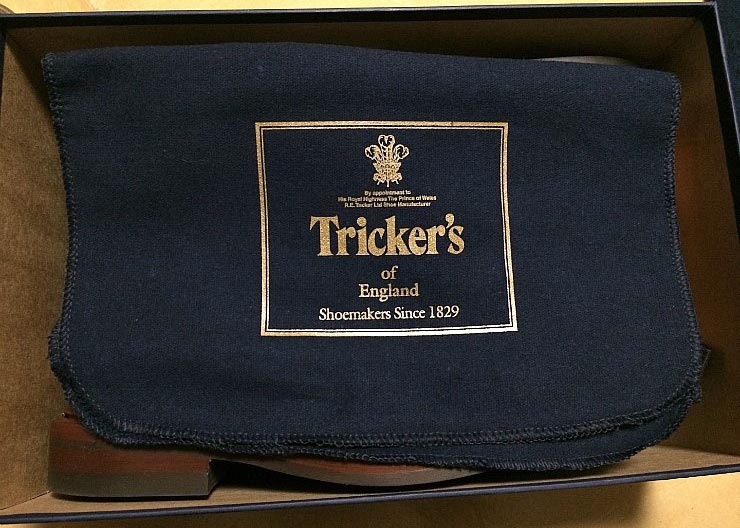 By appointment to
His Royal Highness The Prince of Wales
R.E. Tricker Ltd Shoe Manufacturer
Tricker's
of
England
Shoemakers Since 1829